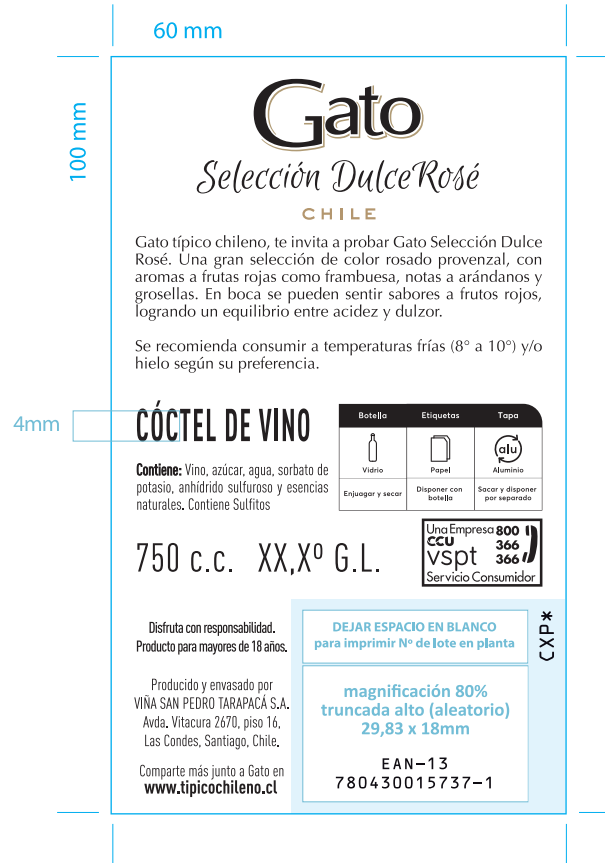 60 mm
100 mm
Gato
Selección Dulce Rosé
CHILE
Gato típico chileno, te invita a probar Gato Selección Dulce
Rosé. Una gran selección de color rosado provenzal, con
aromas a frutas rojas como frambuesa, notas a arándanos y
grosellas. En boca se pueden sentir sabores a frutos rojos,
logrando un equilibrio entre acidez y dulzor.
Se recomienda consumir a temperaturas frías (8° a 10°) y/o
hielo según su preferencia.
4mm
CÓCTEL DE VINO
Contiene: Vino, azúcar, agua, sorbato de
potasio, anhídrido sulfuroso y esencias
naturales. Contiene Sulfitos
Botella Etiquetas Tapa
alu
Vidrio Papel Aluminio
Enjuagar y secar Disponer con botella Sacar y disponer por separado
750 c.c. XX,Xº G.L.
Una Empresa 800
CCU 366
vspt 366
Servicio Consumidor
Disfruta con responsabilidad.
Producto para mayores de 18 años.
Producido y envasado por
VIÑA SAN PEDRO TARAPACÁ S.A.
Avda. Vitacura 2670, piso 16,
Las Condes, Santiago, Chile.
Comparte más junto a Gato en
www.tipicochileno.cl
DEJAR ESPACIO EN BLANCO
para imprimir Nº de lote en planta
CXP*
magnificación 80%
truncada alto (aleatorio)
29,83 x 18mm
EAN-13
780430015737-1